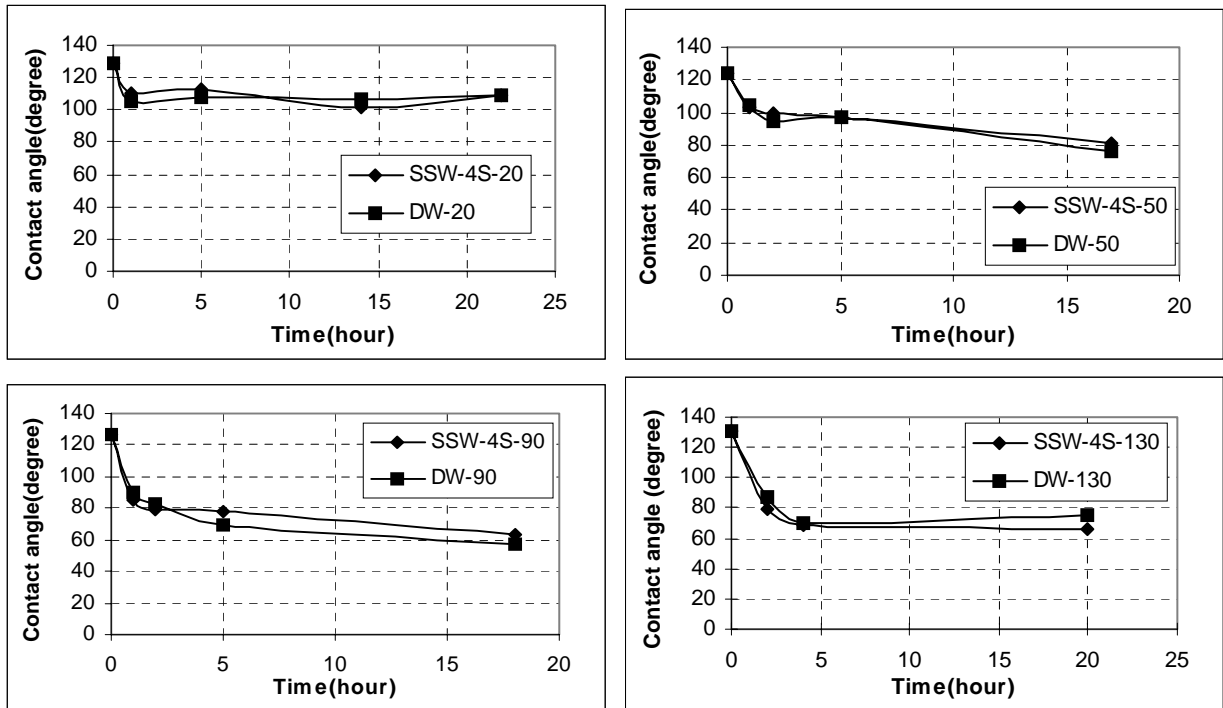 Contact angle(degree)
140
120
100
80
60
40
20
0
SSW-4S-20
DW-20
0 5 10 15 20 25
Time(hour)
Contact angle(degree)
140
120
100
80
60
40
20
0
SSW-4S-50
DW-50
0 5 10 15 20
Time(hour)
Contact angle(degree)
140
120
100
80
60
40
20
0
SSW-4S-90
DW-90
0 5 10 15 20
Time(hour)
Contact angle (degree)
140
120
100
80
60
40
20
0
SSW-4S-130
DW-130
0 5 10 15 20 25
Time(hour)